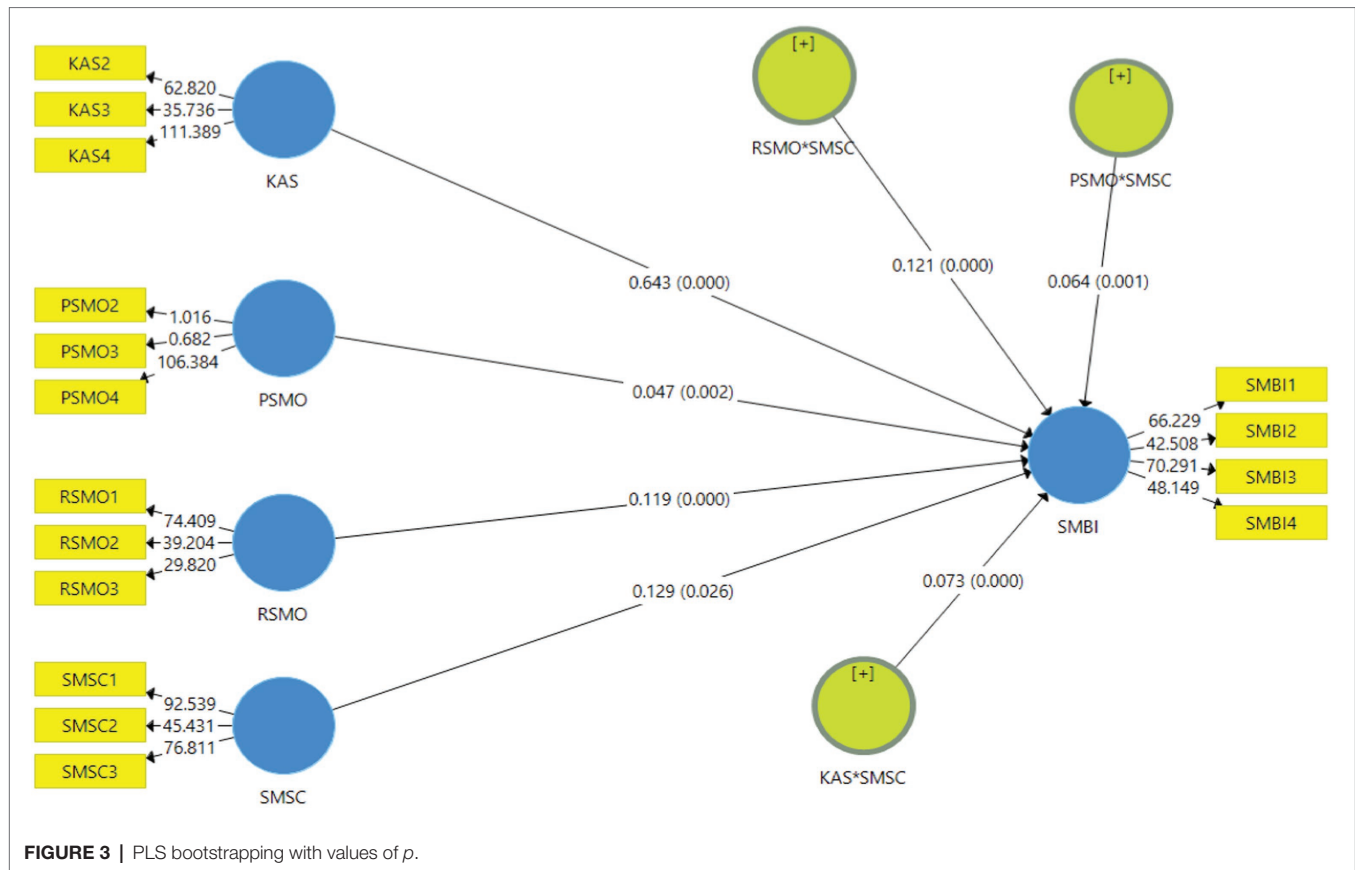 KAS2
KAS3
KAS4
62.820
35.736
111.389
KAS
[+]
RSMO*SMSC
[+]
PSMO*SMSC
0.643 (0.000)
0.121 (0.000)
0.064 (0.001)
PSMO2
PSMO3
PSMO4
1.016
0.682
106.384
PSMO
0.047 (0.002)
SMBI1
SMBI2
SMBI3
SMBI4
66.229
42.508
70.291
48.149
SMBI
RSMO1
RSMO2
RSMO3
74.409
39.204
29.820
RSMO
0.119 (0.000)
0.129 (0.026)
0.073 (0.000)
SMSC1
SMSC2
SMSC3
92.539
45.431
76.811
SMSC
[+]
KAS*SMSC
FIGURE 3 | PLS bootstrapping with values of p.